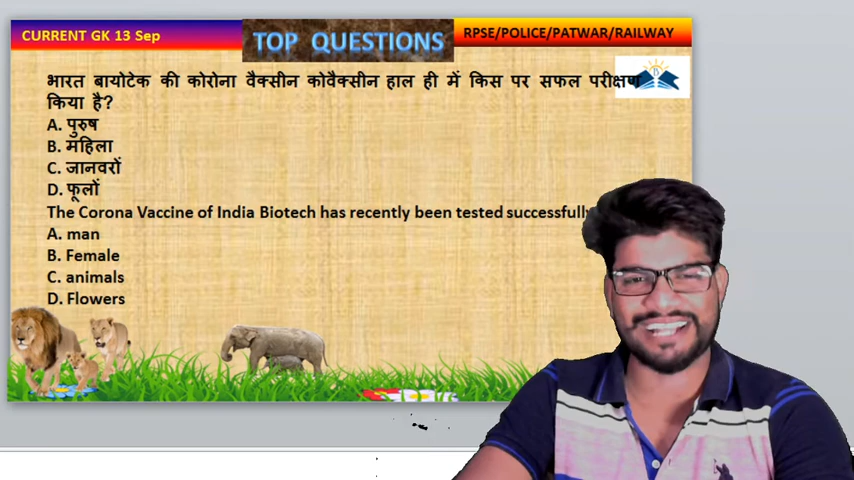 CURRENT GK 13 Sep
TOP QUESTIONS
RPSE/POLICE/PATWAR/RAILWAY
भारत बायोटेक की कोरोना वैक्सीन कोवैक्सीन हाल ही में किस पर सफल परीक्षण
किया है?
A. पुरुष
B. महिला
C. जानवरों
D. फूलों
The Corona Vaccine of India Biotech has recently been tested successfully
A. man
B. Female
C. animals
D. Flowers